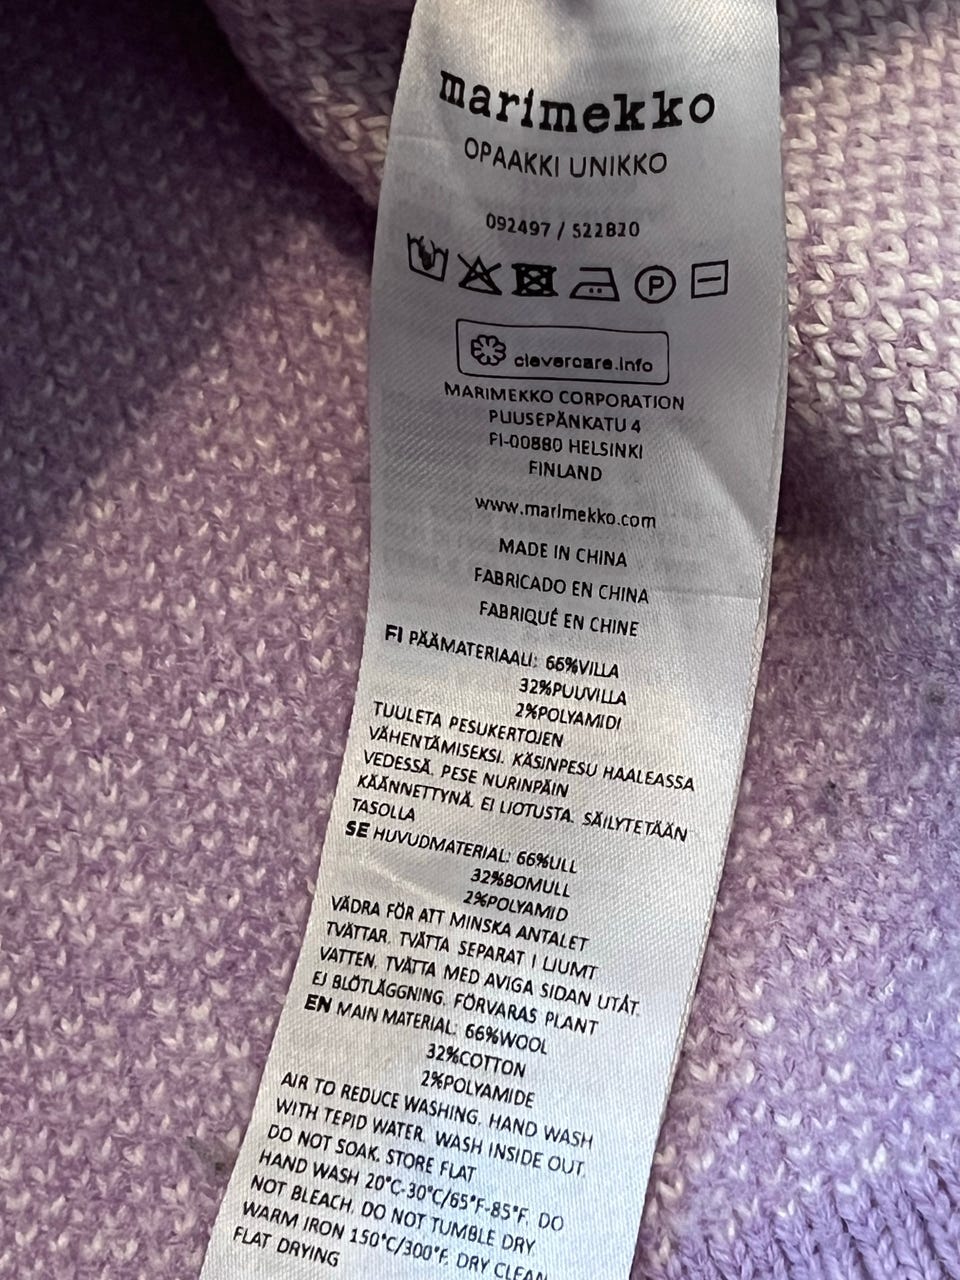 marimekko
OPAAKKI UNIKKO
092497 / 522820
P
clevercare.info
MARIMEKKO CORPORATION
PUUSEPÄNKATU 4
FI-00880 HELSINKI
FINLAND
www.marimekko.com
MADE IN CHINA
FABRICADO EN CHINA
FABRIQUÉ EN CHINE
FI PÄÄMATERIAALI: 66%VILLA
32%PUUVILLA
2%POLYAMIDI
TUULETA PESUKERTOJEN
VÄHENTÄMISEKSI. KÄSINPESU HAALEASSA
VEDESSÄ. PESE NURINPÄIN
KÄÄNNETTYNÄ. EI LIOTUSTA. SÄILYTETÄÄN
TASOLLA
SE HUVUDMATERIAL: 66%ULL
32%BOMULL
2%POLYAMID
VÄDRA FÖR ATT MINSKA ANTALET
TVÄTTAR. TVÄTTA SEPARAT I LJUMT
VATTEN. TVÄTTA MED AVIGA SIDAN UTÅT.
EJ BLÖTLÄGGNING. FÖRVARAS PLANT
EN MAIN MATERIAL: 66%WOOL
32%COTTON
2%POLYAMIDE
AIR TO REDUCE WASHING. HAND WASH
WITH TEPID WATER. WASH INSIDE OUT.
DO NOT SOAK. STORE FLAT
HAND WASH 20°C-30°C/65°F-85°F. DO
NOT BLEACH. DO NOT TUMBLE DRY.
WARM IRON 150°C/300°F. DRY CLEAN
FLAT DRYING